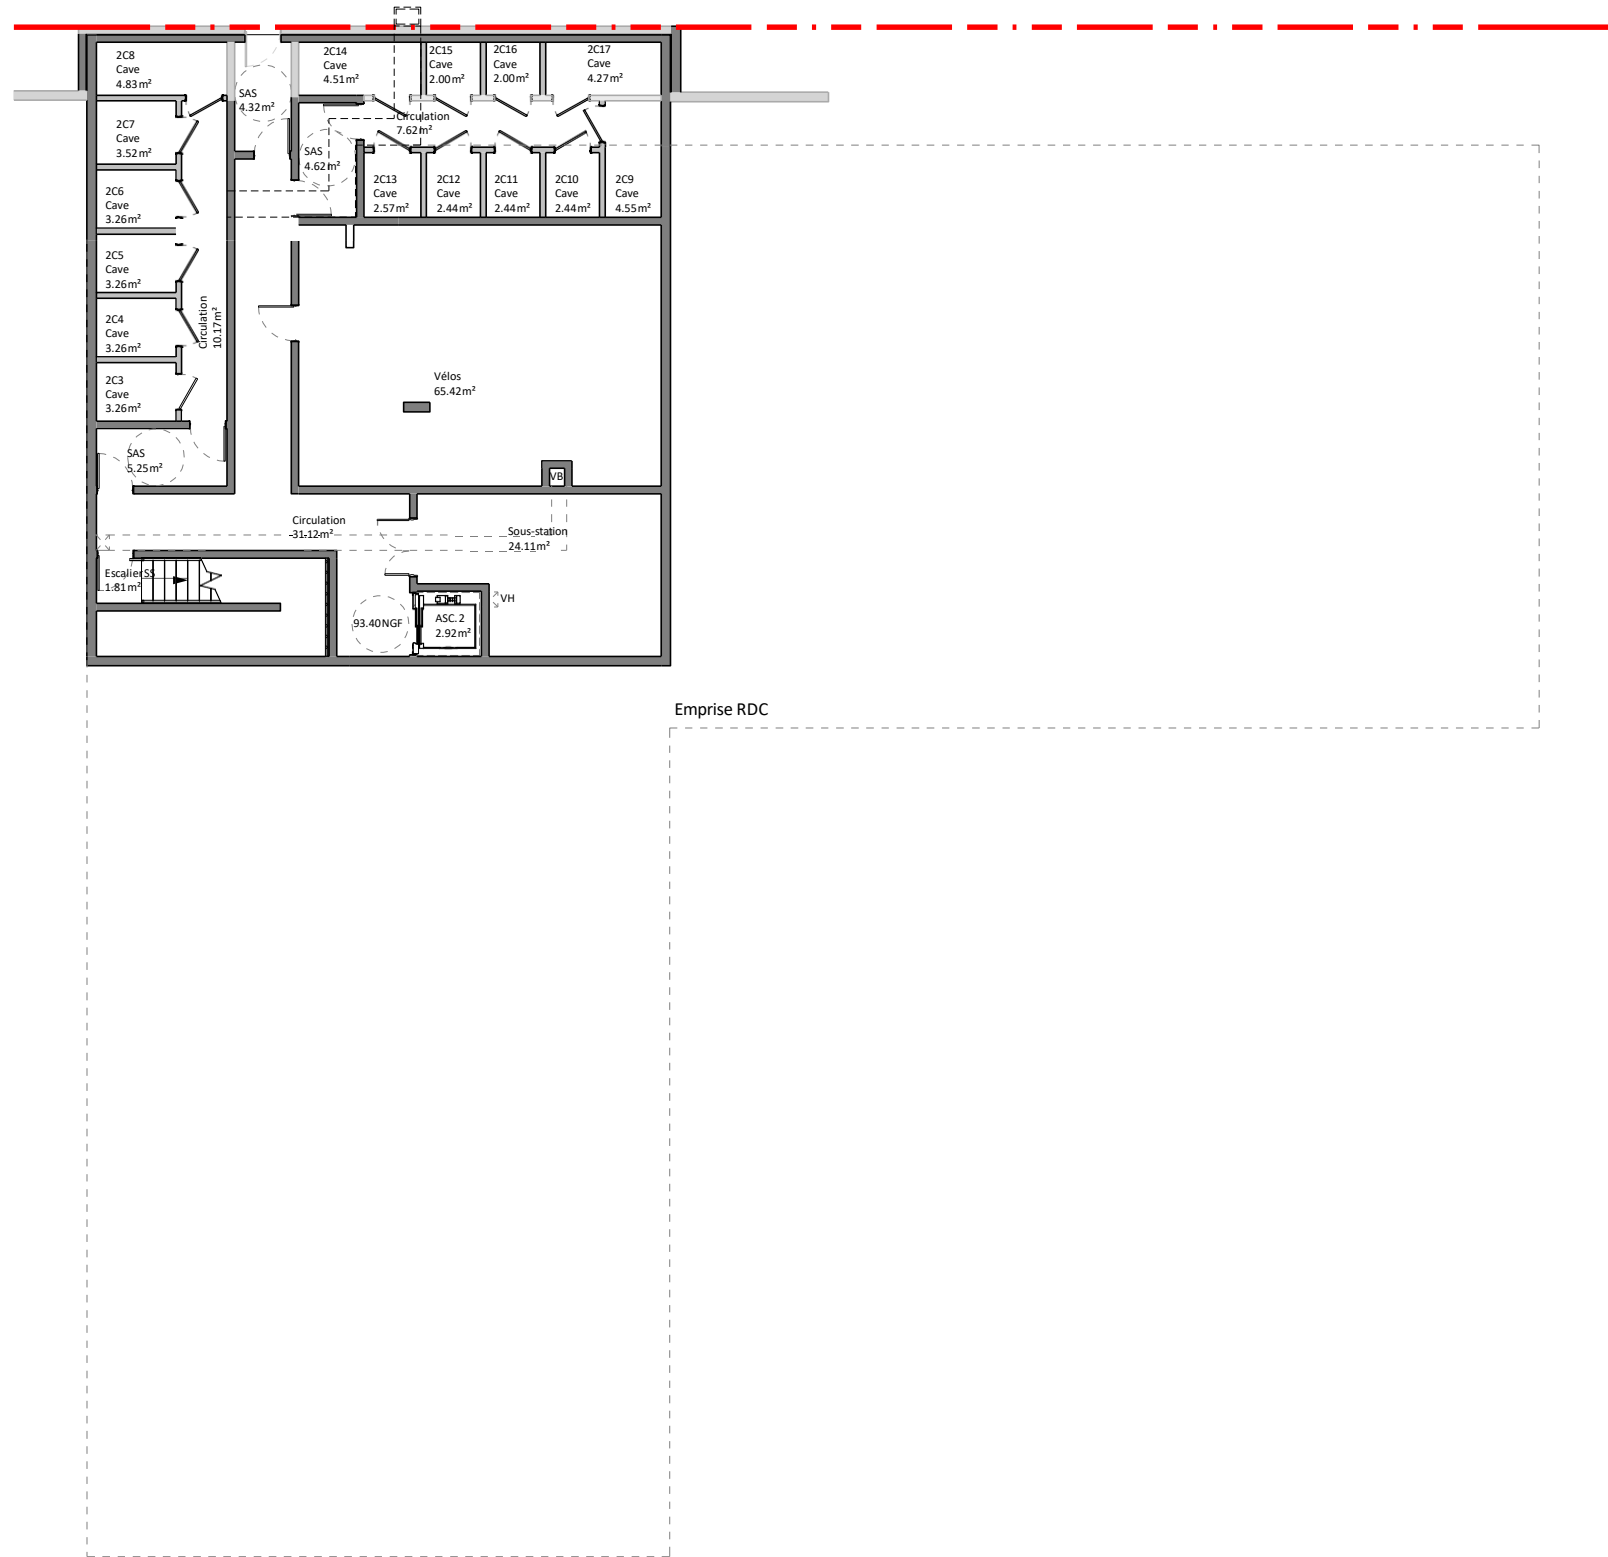 2C8
Cave
4.83m²
SAS
4.32m²
2C14
Cave
4.51m²
2C15
Cave
2.00m²
2C16
Cave
2.00m²
2C17
Cave
4.27m²
Circulation
7.62m²
2C7
Cave
3.52m²
SAS
4.62m²
2C6
Cave
3.26m²
2C13
Cave
2.57m²
2C12
Cave
2.44m²
2C11
Cave
2.44m²
2C10
Cave
2.44m²
2C9
Cave
4.55m²
2C5
Cave
3.26m²
Circulation
10.17m²
2C4
Cave
3.26m²
2C3
Cave
3.26m²
Vélos
65.42m²
SAS
5.25m²
VB
Circulation
31.12m²
Sous-station
24.11m²
EscalierSS
1.81m²
VH
93.40NGF
ASC. 2
2.92m²
Emprise RDC